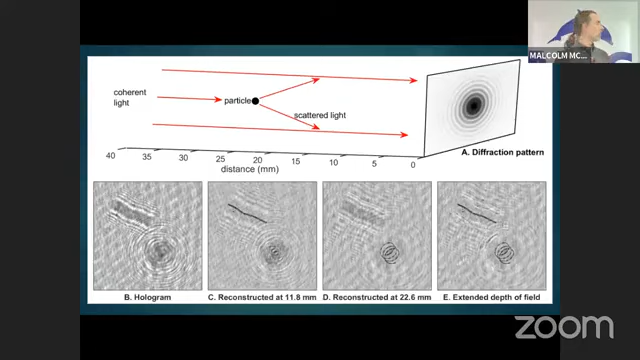 MALCOLM MC...
coherent
light
particle
scattered light
40 35 30 25 20 15 10 5 0
distance (mm)
A. Diffraction pattern
B. Hologram
C. Reconstructed at 11.8 mm
D. Reconstructed at 22.6 mm
E. Extended depth of field
zoom